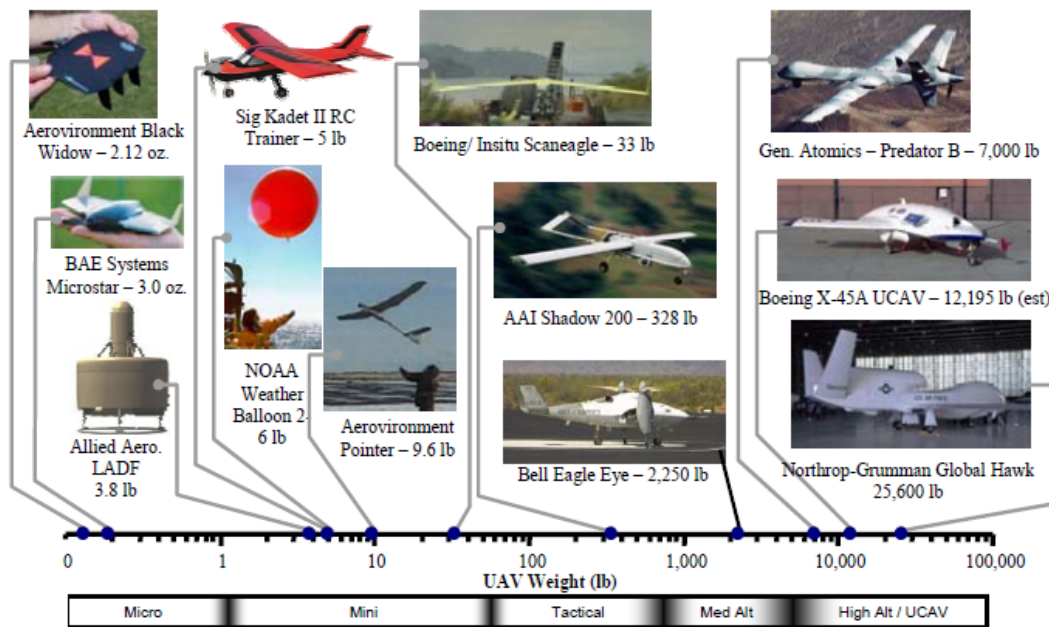 Aerovironment Black
Widow – 2.12 oz.
BAE Systems
Microstar – 3.0 oz.
Allied Aero.
LADF
3.8 lb
Sig Kadet II RC
Trainer – 5 lb
NOAA
Weather
Balloon 2-
6 lb
Aerovironment
Pointer – 9.6 lb
Boeing/ Insitu Scaneagle – 33 lb
AAI Shadow 200 – 328 lb
Bell Eagle Eye – 2,250 lb
Gen. Atomics – Predator B – 7,000 lb
Boeing X-45A UCAV – 12,195 lb (est)
Northrop-Grumman Global Hawk
25,600 lb
0 1 10 100 1,000 10,000 100,000
UAV Weight (lb)
Micro Mini Tactical Med Alt High Alt / UCAV